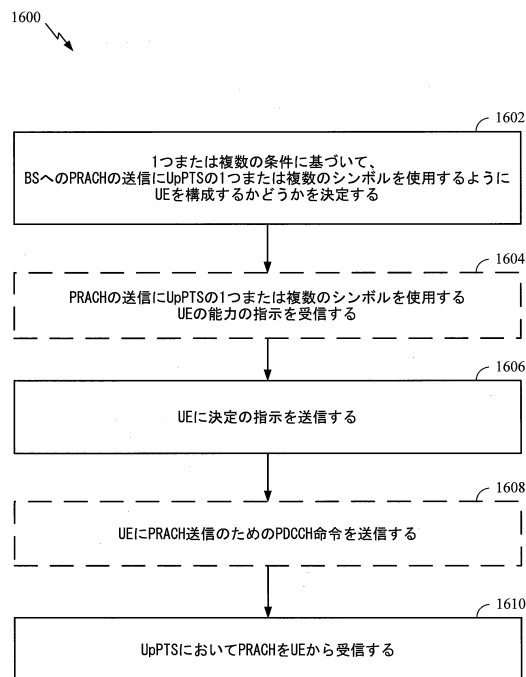 1600
1602
1つまたは複数の条件に基づいて、
BSへのPRACHの送信にUpPTSの1つまたは複数のシンボルを使用するように
UEを構成するかどうかを決定する
1604
PRACHの送信にUpPTSの1つまたは複数のシンボルを使用する
UEの能力の指示を受信する
1606
UEに決定の指示を送信する
1608
UEにPRACH送信のためのPDCCH命令を送信する
1610
UpPTSにおいてPRACHをUEから受信する